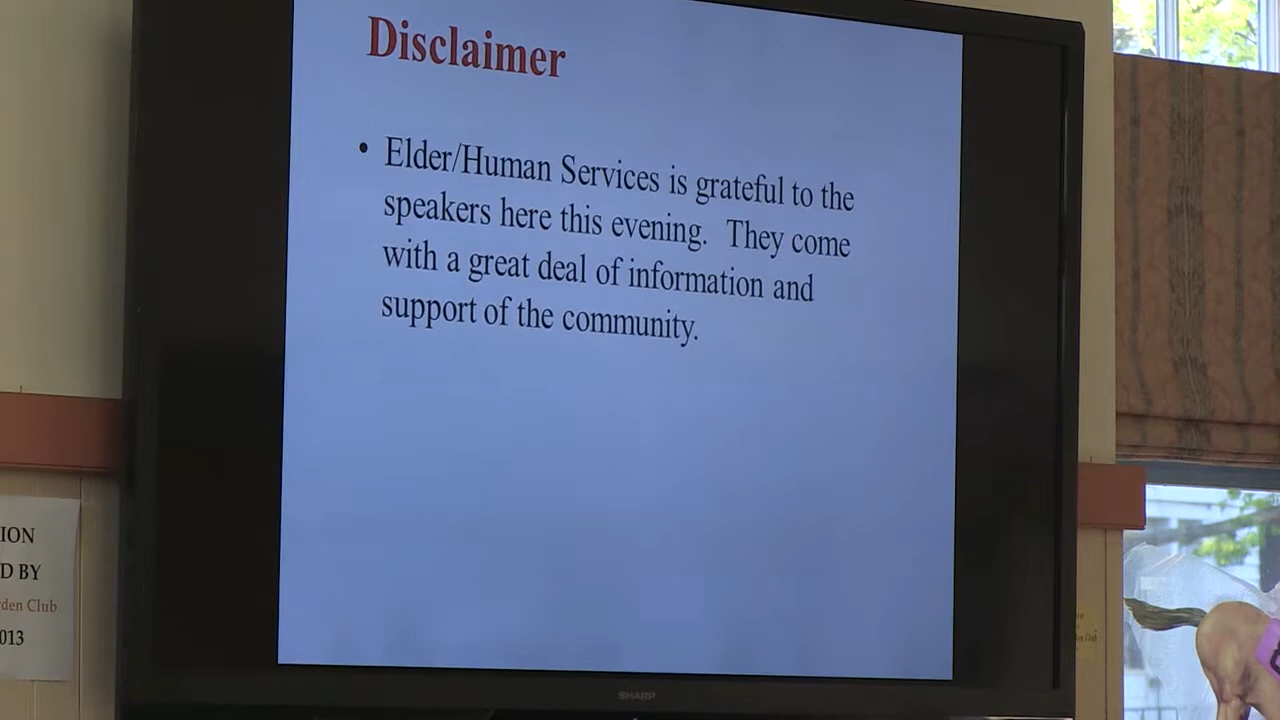 Disclaimer
• Elder/Human Services is grateful to the
speakers here this evening.  They come
with a great deal of information and
support of the community.
SHARP
ION
D BY
rden Club
013